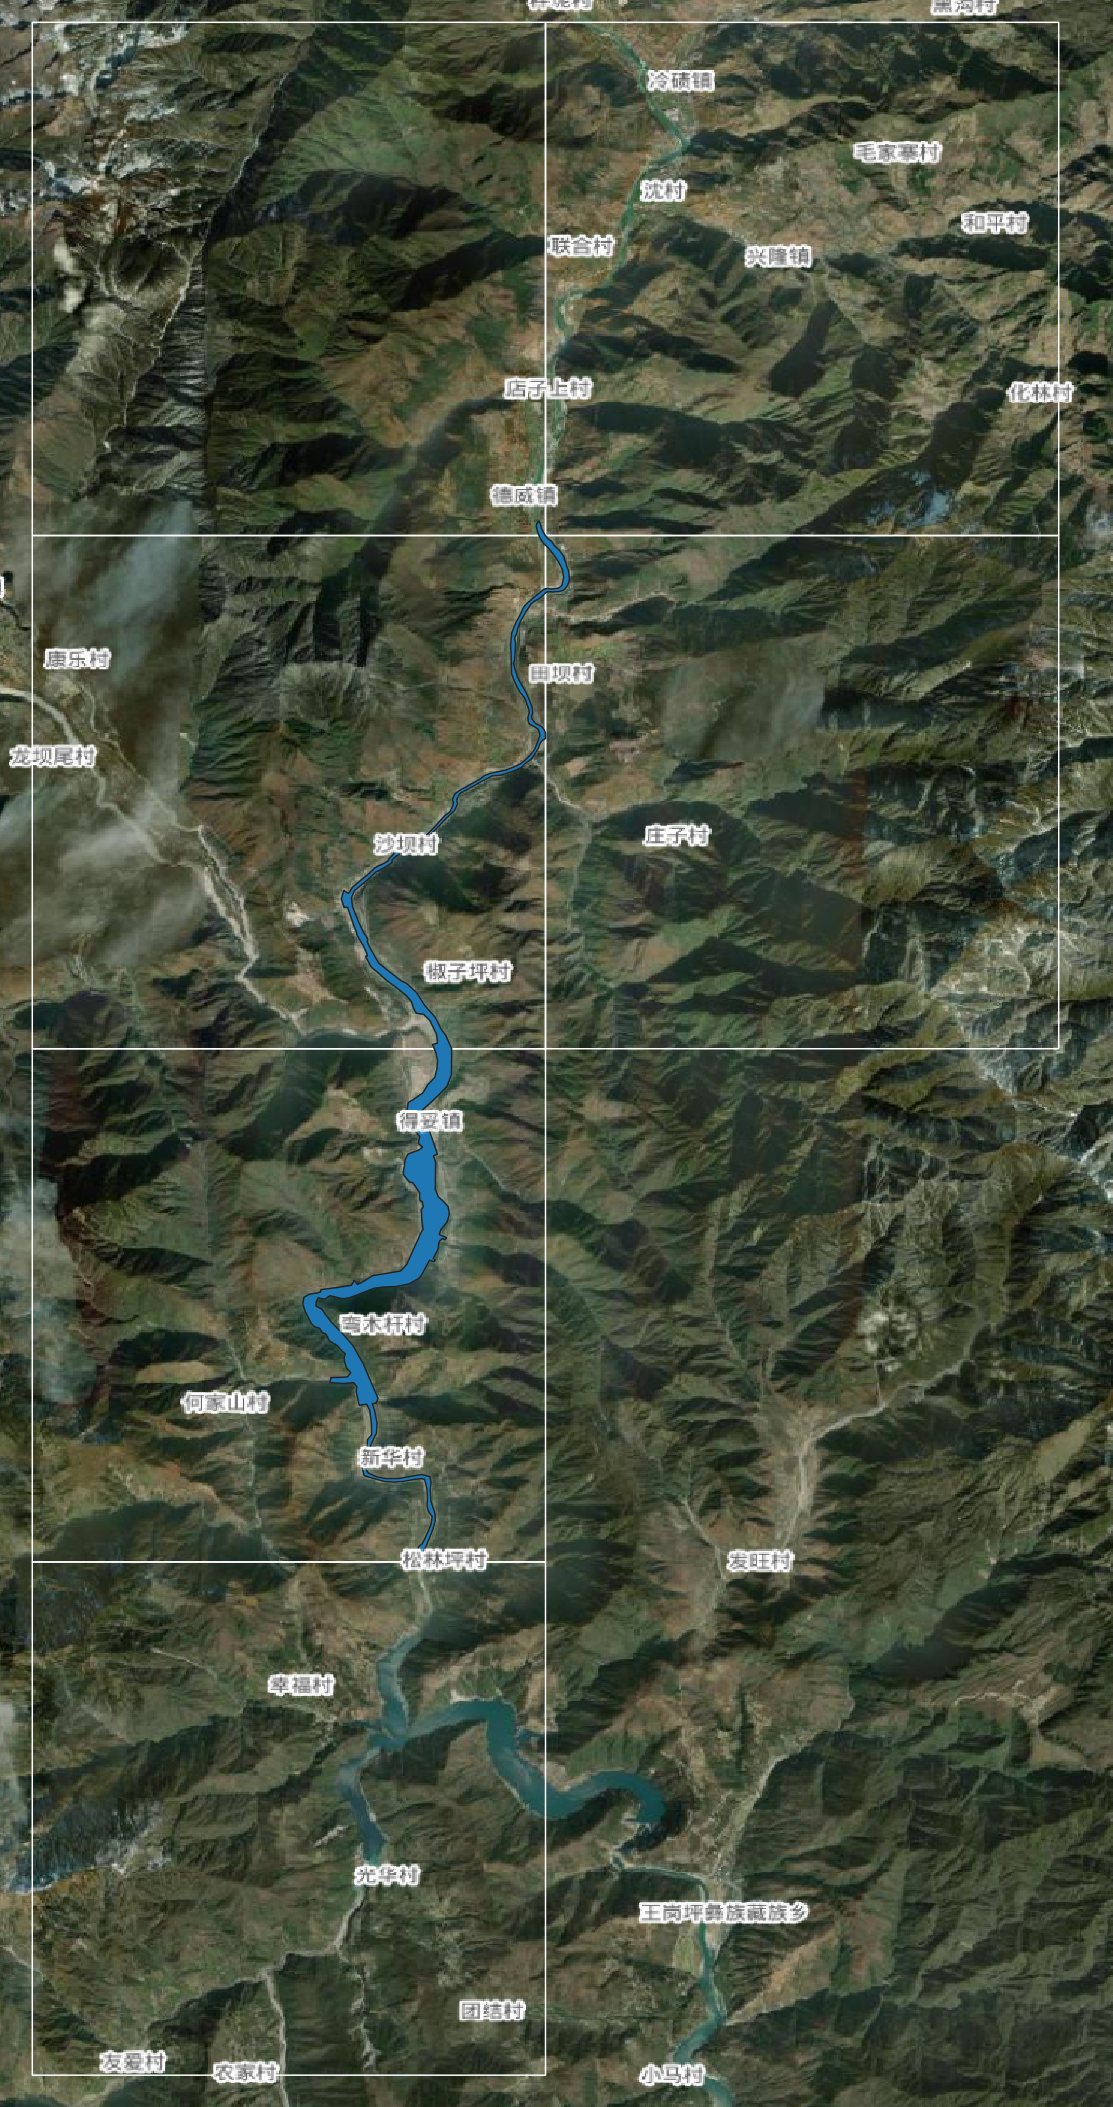 黑沟村
冷碛镇
毛家寨村
沈村
和平村
联合村
兴隆镇
店子上村
化林村
德威镇
康乐村
田坝村
龙坝尾村
庄子村
沙坝村
椒子坪村
得妥镇
弯木杆村
何家山村
新华村
松林坪村
发旺村
幸福村
光华村
王岗坪彝族藏族乡
团结村
友爱村
农家村
小马村